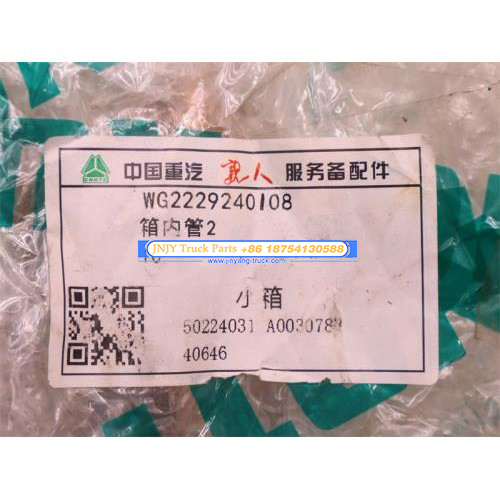 中国重汽 亲人 服务备配件
WG2229240108
箱内管2
JNJY Truck Parts +86 18754130588
www.jinyang-truck.com
小箱
50224031 A0030789
40646